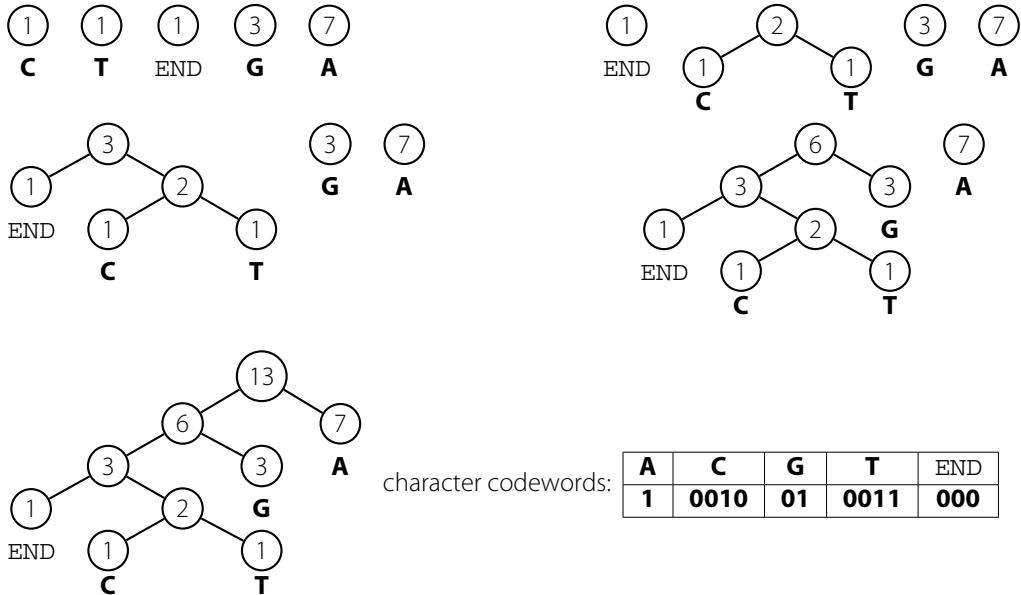 1 1 1 3 7
C T END G A
1 2 3 7
END 1 1 G A
C T
3 3 7
1 2 G A
END 1 1
C T
6 7
3 3 A
1 2 G
END 1 1
C T
13
6 7
3 3 A
1 2 G
END 1 1
C T
character codewords:
A C G T END
1 0010 01 0011 000